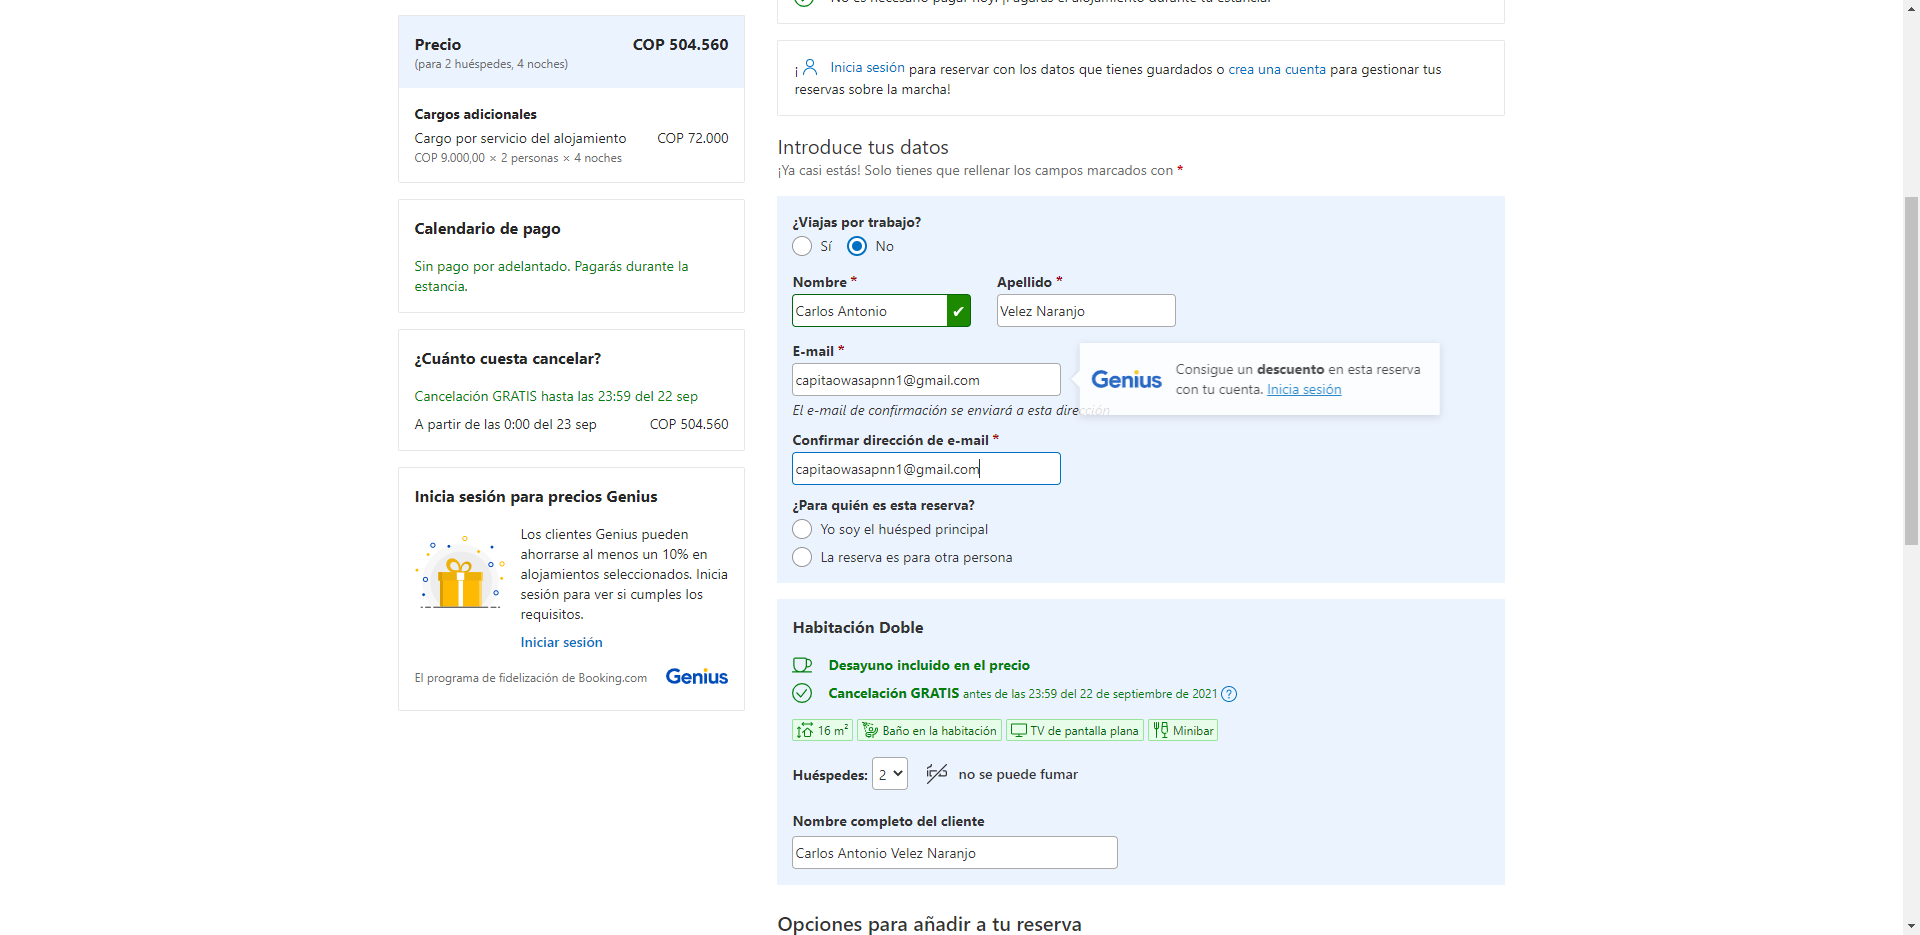 Precio COP 504.560
(para 2 huéspedes, 4 noches)
Cargos adicionales
Cargo por servicio del alojamiento COP 72.000
COP 9.000,00 × 2 personas × 4 noches
Calendario de pago
Sin pago por adelantado. Pagarás durante la
estancia.
¿Cuánto cuesta cancelar?
Cancelación GRATIS hasta las 23:59 del 22 sep
A partir de las 0:00 del 23 sep COP 504.560
Inicia sesión para precios Genius
Los clientes Genius pueden
ahorrarse al menos un 10% en
alojamientos seleccionados. Inicia
sesión para ver si cumples los
requisitos.
Iniciar sesión
El programa de fidelización de Booking.com Genius
No es necesario pagar hoy. ¡Pagarás el alojamiento durante tu estancia!
¡ Inicia sesión para reservar con los datos que tienes guardados o crea una cuenta para gestionar tus
reservas sobre la marcha!
Introduce tus datos
¡Ya casi estás! Solo tienes que rellenar los campos marcados con *
¿Viajas por trabajo?
Sí No
Nombre * Apellido *
Carlos Antonio ✔ Velez Naranjo
E-mail *
capitaowasapnn1@gmail.com
Genius Consigue un descuento en esta reserva
con tu cuenta. Inicia sesión
El e-mail de confirmación se enviará a esta dirección
Confirmar dirección de e-mail *
capitaowasapnn1@gmail.com
¿Para quién es esta reserva?
Yo soy el huésped principal
La reserva es para otra persona
Habitación Doble
Desayuno incluido en el precio
Cancelación GRATIS antes de las 23:59 del 22 de septiembre de 2021 ?
16 m² Baño en la habitación TV de pantalla plana Minibar
Huéspedes: 2 no se puede fumar
Nombre completo del cliente
Carlos Antonio Velez Naranjo
Opciones para añadir a tu reserva